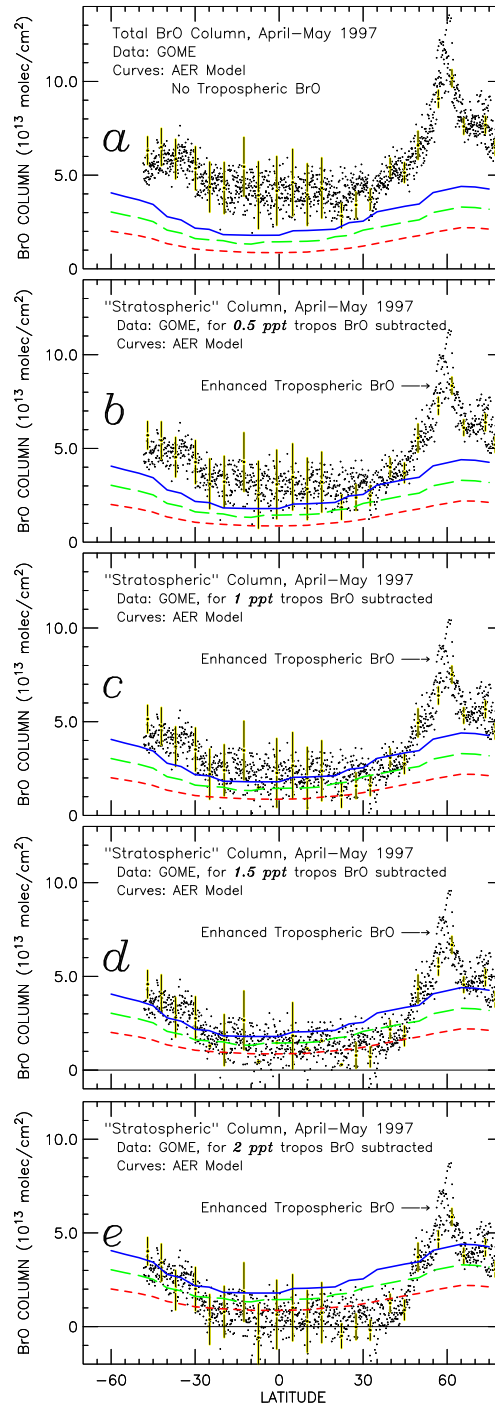 Total BrO Column, April-May 1997
Data: GOME
Curves: AER Model
No Tropospheric BrO
a
BrO COLUMN (10^13 molec/cm^2)
10.0
5.0
0
"Stratospheric" Column, April-May 1997
Data: GOME, for 0.5 ppt tropos BrO subtracted
Curves: AER Model
Enhanced Tropospheric BrO
b
BrO COLUMN (10^13 molec/cm^2)
10.0
5.0
0
"Stratospheric" Column, April-May 1997
Data: GOME, for 1 ppt tropos BrO subtracted
Curves: AER Model
Enhanced Tropospheric BrO
c
BrO COLUMN (10^13 molec/cm^2)
10.0
5.0
0
"Stratospheric" Column, April-May 1997
Data: GOME, for 1.5 ppt tropos BrO subtracted
Curves: AER Model
Enhanced Tropospheric BrO
d
BrO COLUMN (10^13 molec/cm^2)
10.0
5.0
0
"Stratospheric" Column, April-May 1997
Data: GOME, for 2 ppt tropos BrO subtracted
Curves: AER Model
Enhanced Tropospheric BrO
e
BrO COLUMN (10^13 molec/cm^2)
10.0
5.0
0
-60 -30 0 30 60
LATITUDE